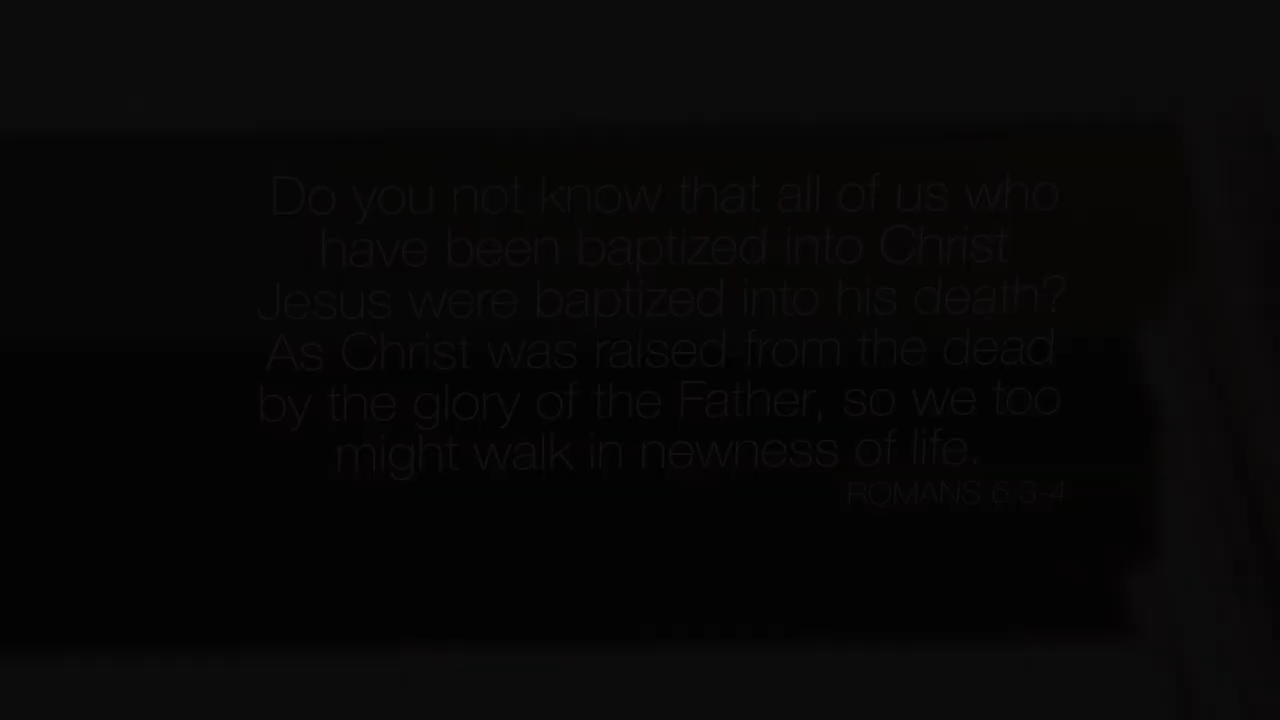 Do you not know that all of us who
have been baptized into Christ
Jesus were baptized into his death?
As Christ was raised from the dead
by the glory of the Father, so we too
might walk in newness of life.
ROMANS 6:3-4